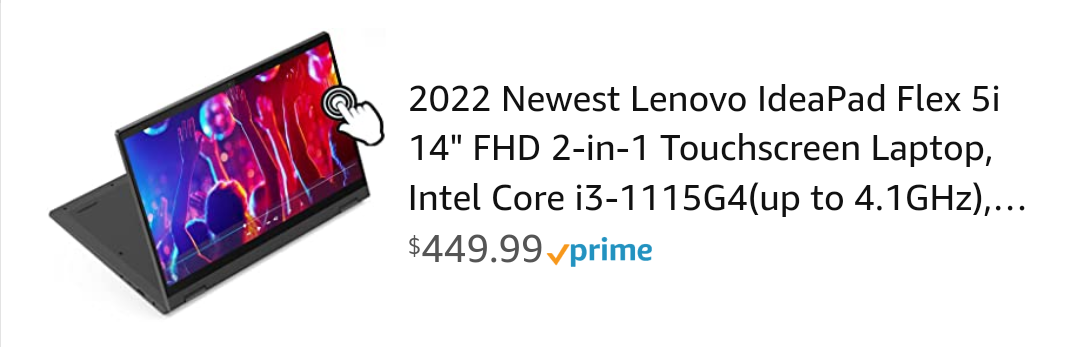 2022 Newest Lenovo IdeaPad Flex 5i
14" FHD 2-in-1 Touchscreen Laptop,
Intel Core i3-1115G4(up to 4.1GHz),...
$449.99 prime